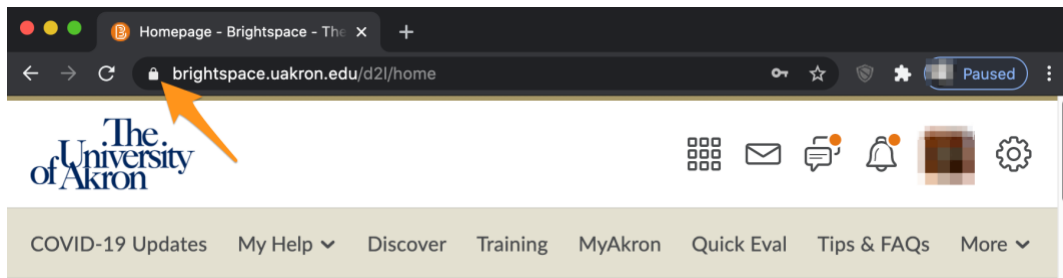 Homepage - Brightspace - The
brightspace.uakron.edu/d2l/home
Paused
The
University
of Akron
COVID-19 Updates My Help Discover Training MyAkron Quick Eval Tips & FAQs More